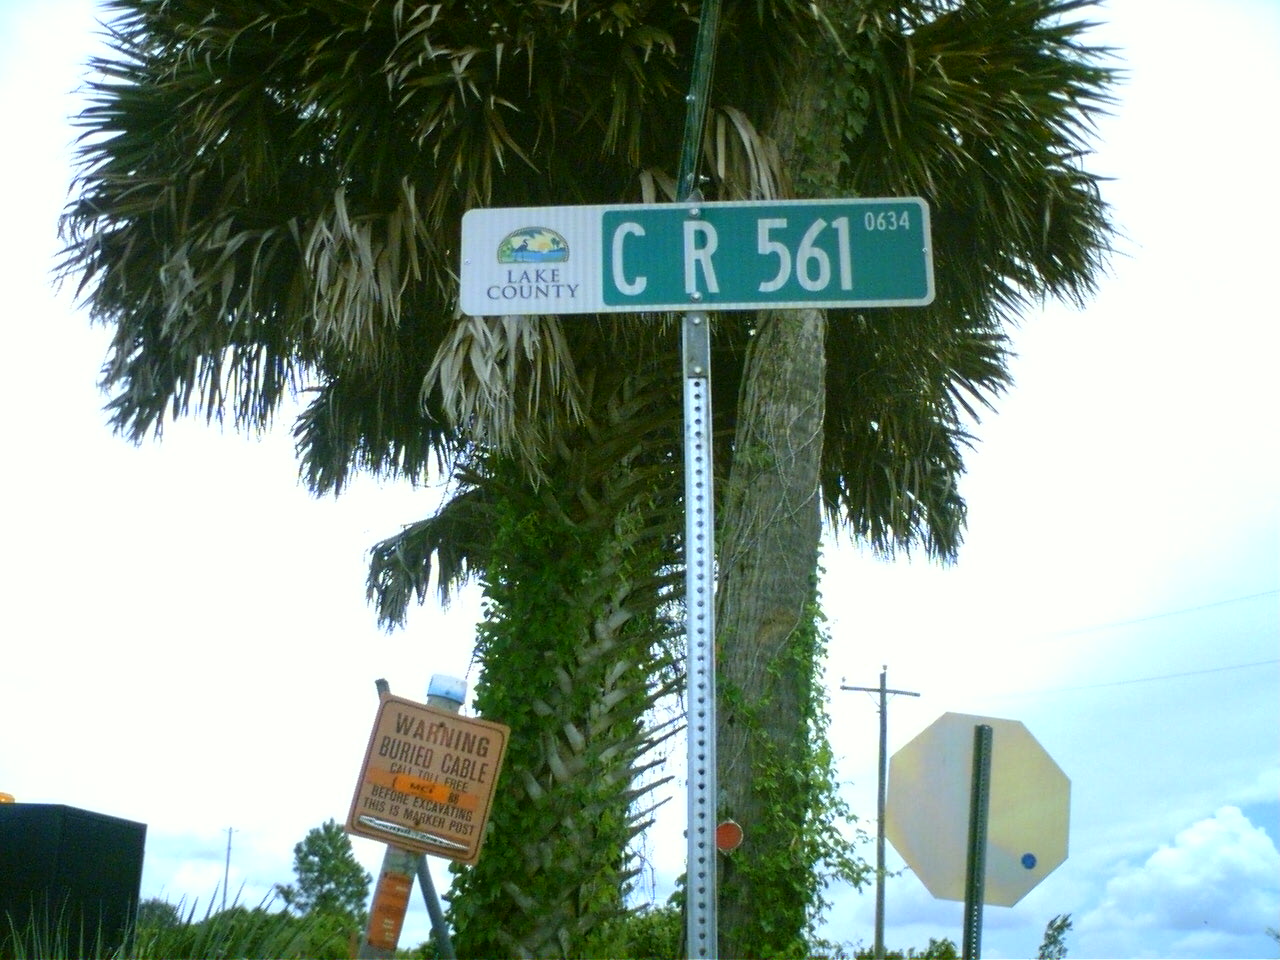 LAKE
COUNTY
C R 561 0634
WARNING
BURIED CABLE
CALL TOLL FREE
MCI
BEFORE EXCAVATING
THIS IS MARKER POST